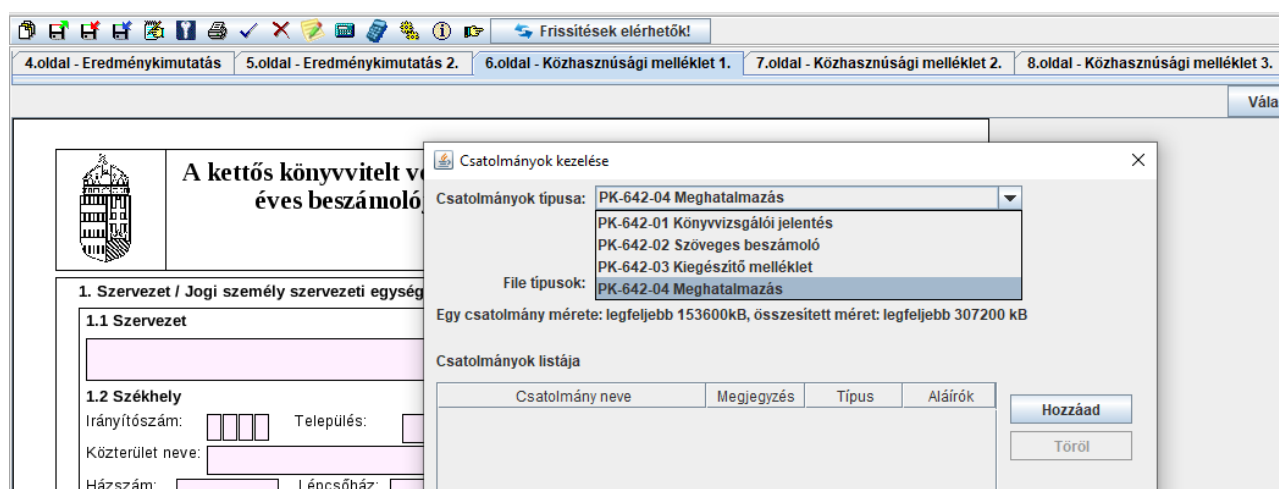 Frissítések elérhetők!
4.oldal - Eredménykimutatás 5.oldal - Eredménykimutatás 2. 6.oldal - Közhasznúsági melléklet 1. 7.oldal - Közhasznúsági melléklet 2. 8.oldal - Közhasznúsági melléklet 3.
A kettős könyvvitelt
éves beszámoló
1. Szervezet / Jogi személy szervezeti egység
1.1 Szervezet
1.2 Székhely
Irányítószám: Település:
Közterület neve:
Házszám: Lépcsőház:
Csatolmányok kezelése
Csatolmányok típusa: PK-642-04 Meghatalmazás
PK-642-01 Könyvvizsgálói jelentés
PK-642-02 Szöveges beszámoló
PK-642-03 Kiegészítő melléklet
File típusok: PK-642-04 Meghatalmazás
Egy csatolmány mérete: legfeljebb 153600kB, összesített méret: legfeljebb 307200 kB
Csatolmányok listája
Csatolmány neve Megjegyzés Típus Aláírók
Hozzáad
Töröl